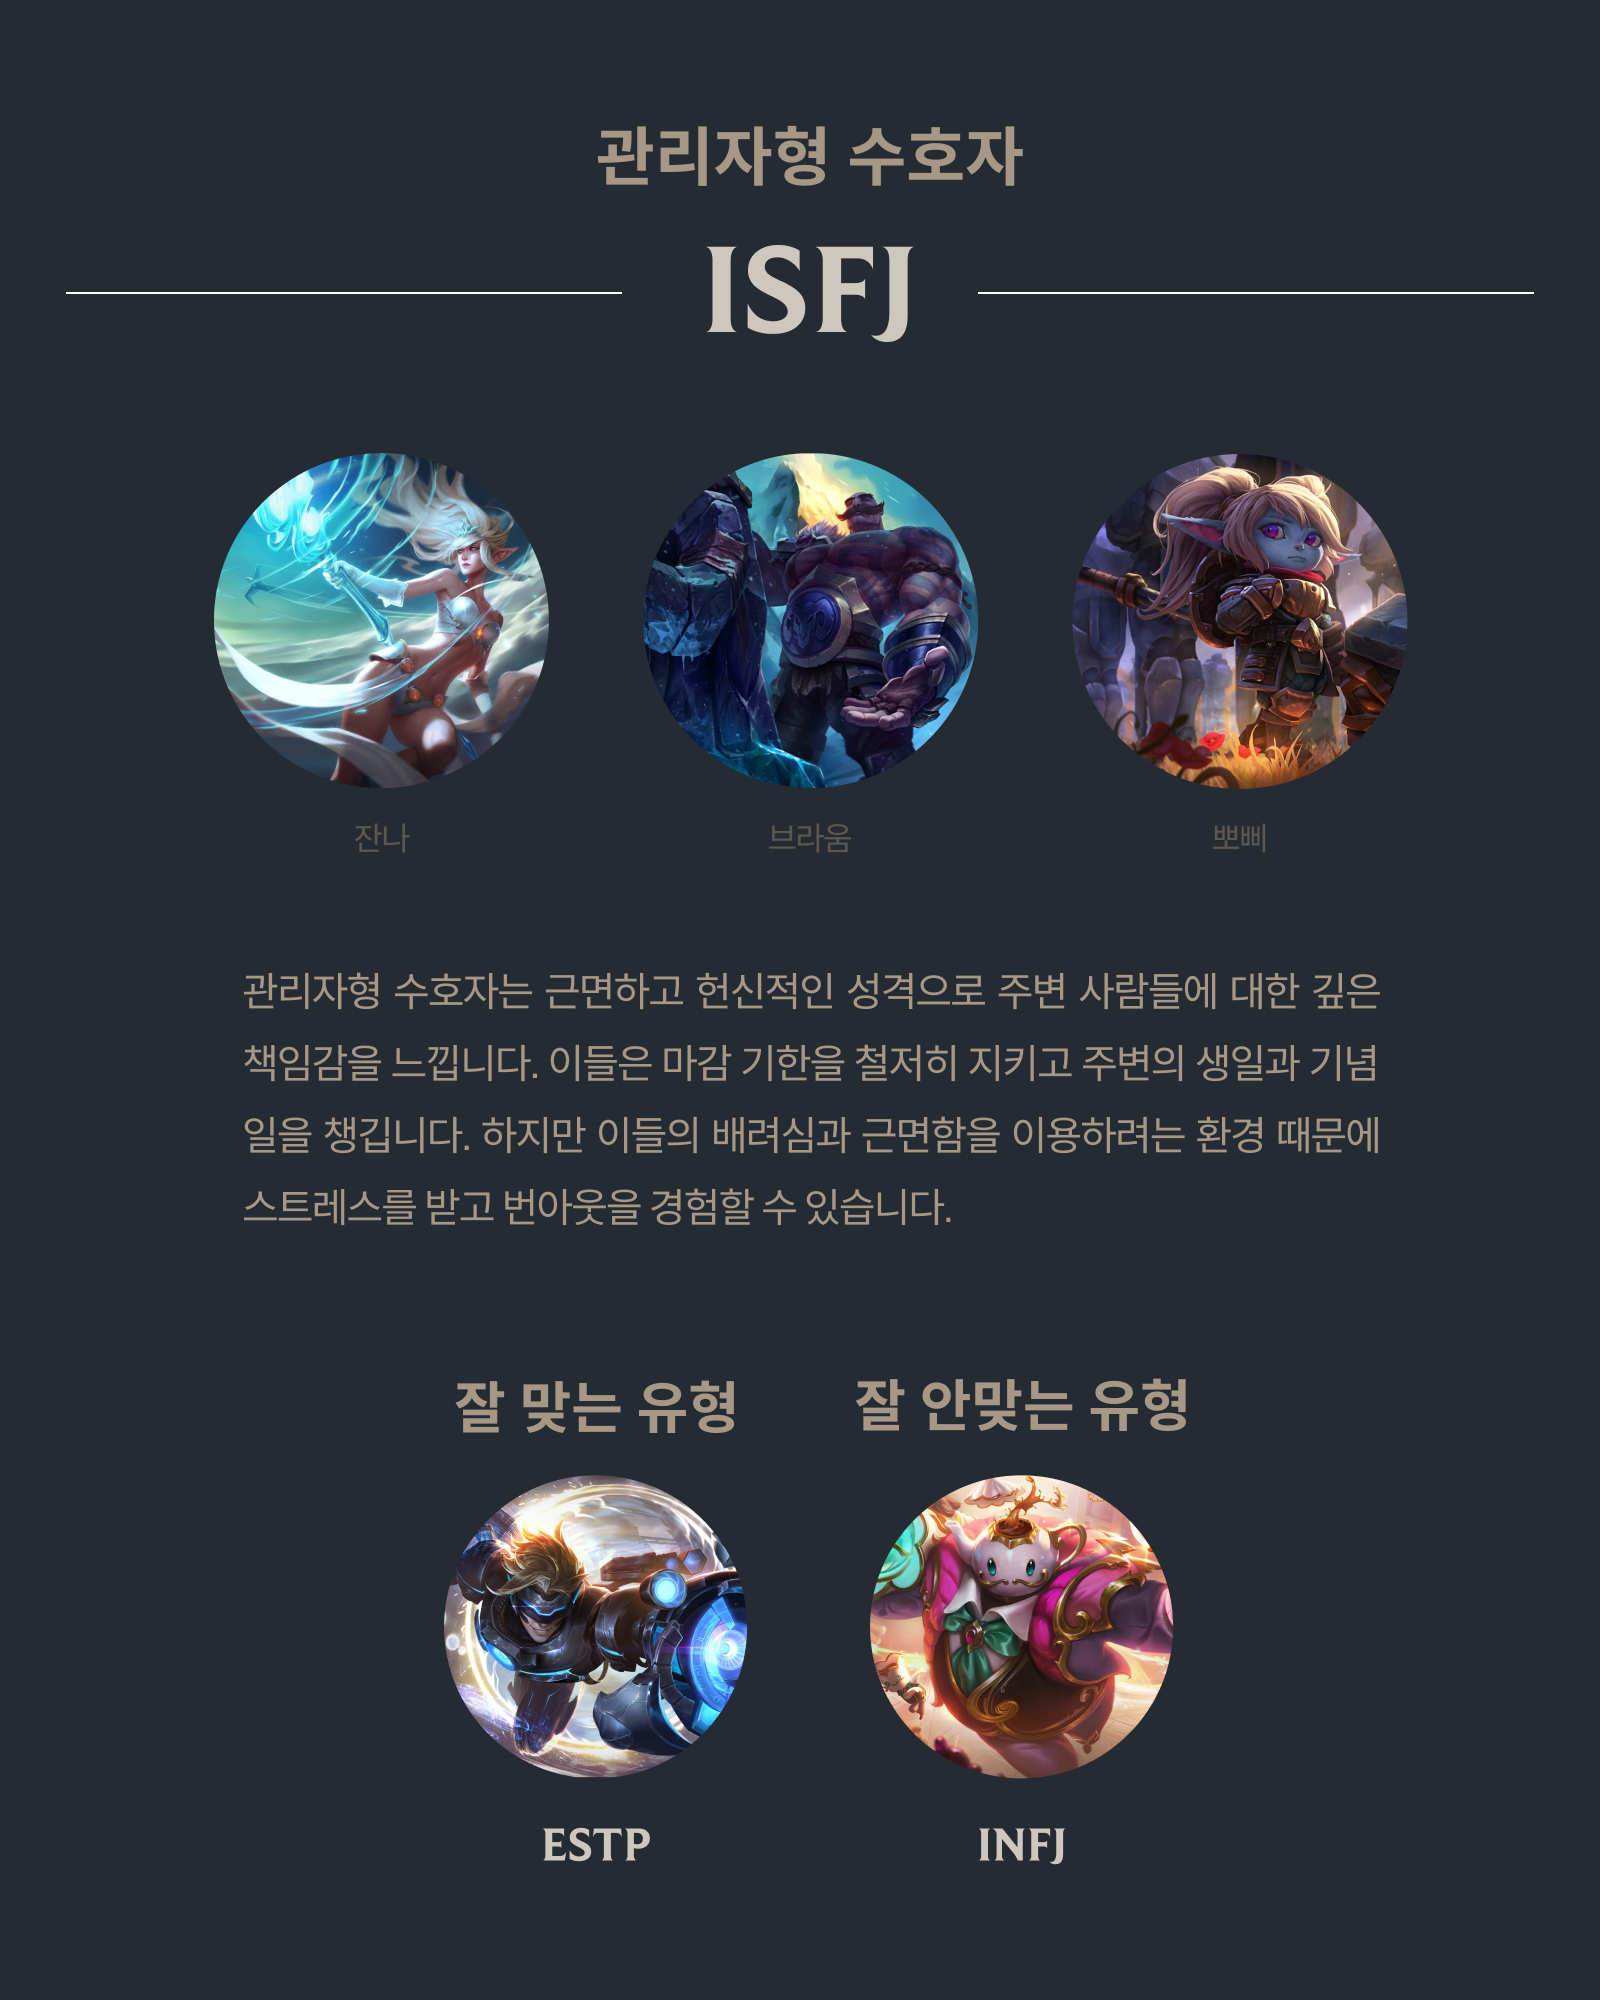 관리자형 수호자
ISFJ
잔나
브라움
뽀삐
관리자형 수호자는 근면하고 헌신적인 성격으로 주변 사람들에 대한 깊은
책임감을 느낍니다. 이들은 마감 기한을 철저히 지키고 주변의 생일과 기념
일을 챙깁니다. 하지만 이들의 배려심과 근면함을 이용하려는 환경 때문에
스트레스를 받고 번아웃을 경험할 수 있습니다.
잘 맞는 유형
잘 안맞는 유형
ESTP
INFJ